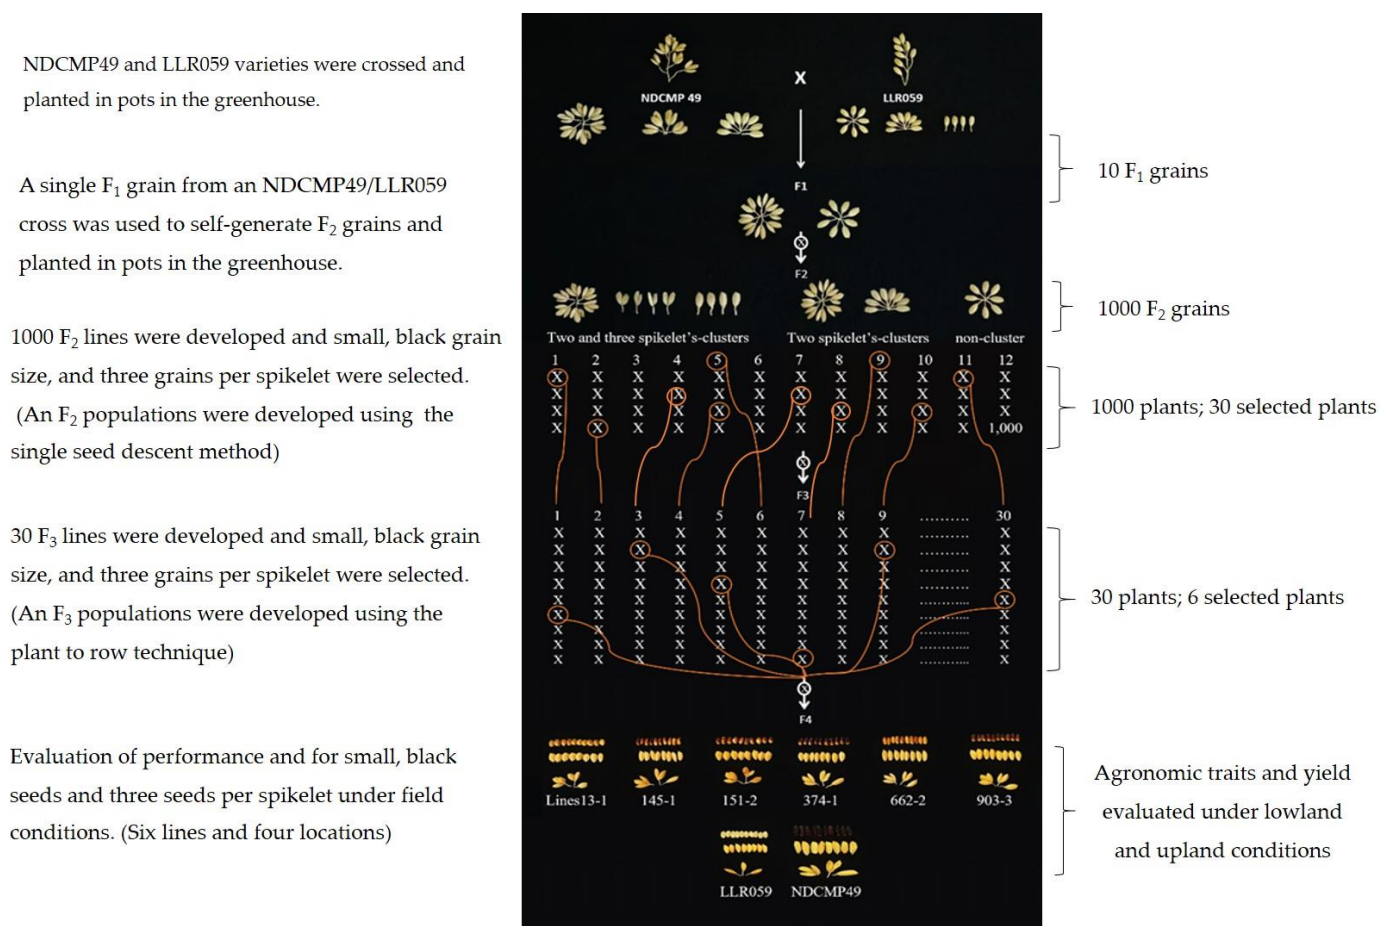 NDCMP49 and LLR059 varieties were crossed and
planted in pots in the greenhouse.
A single F₁ grain from an NDCMP49/LLR059
cross was used to self-generate F₂ grains and
planted in pots in the greenhouse.
1000 F₂ lines were developed and small, black grain
size, and three grains per spikelet were selected.
(An F₂ populations were developed using the
single seed descent method)
30 F₃ lines were developed and small, black grain
size, and three grains per spikelet were selected.
(An F₃ populations were developed using the
plant to row technique)
Evaluation of performance and for small, black
seeds and three seeds per spikelet under field
conditions. (Six lines and four locations)
X
NDCMP 49 LLR059
F1
X
F2
Two and three spikelet's-clusters Two spikelet's-clusters non-cluster
1 2 3 4 5 6 7 8 9 10 11 12
X X X X X X X X X X X
X X X X X X X X X X X X
X X X X X X X X X X X X
X X X X X X X X X X X 1,000
X
F3
1 2 3 4 5 6 7 8 9 .......... 30
X X X X X X X X X .......... X
X X X X X X X X X .......... X
X X X X X X X X X .......... X
X X X X X X X X X .......... X
X X X X X X X X X .......... X
X X X X X X X X X .......... X
X X X X X X X X X .......... X
X X X X X X X X X .......... X
X X X X X X X X X .......... X
X
F4
Lines13-1 145-1 151-2 374-1 662-2 903-3
LLR059 NDCMP49
10 F₁ grains
1000 F₂ grains
1000 plants; 30 selected plants
30 plants; 6 selected plants
Agronomic traits and yield
evaluated under lowland
and upland conditions